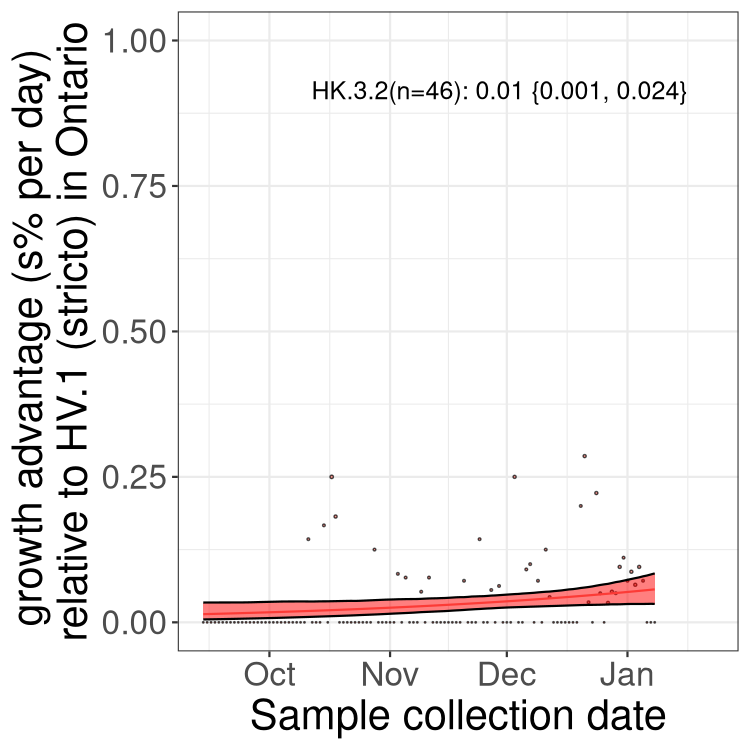 growth advantage (s% per day)
relative to HV.1 (stricto) in Ontario
1.00
0.75
0.50
0.25
0.00
HK.3.2(n=46): 0.01 {0.001, 0.024}
Oct
Nov
Dec
Jan
Sample collection date